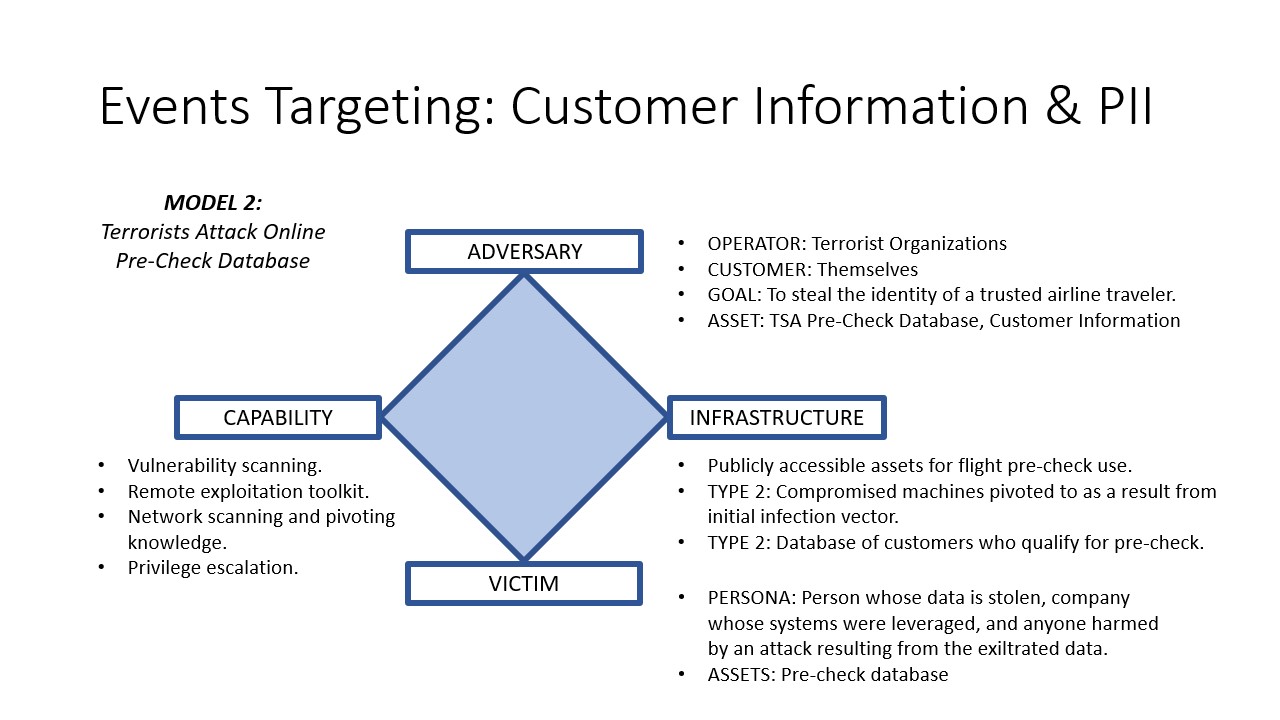 Events Targeting: Customer Information & PII
MODEL 2:
Terrorists Attack Online
Pre-Check Database
ADVERSARY
• OPERATOR: Terrorist Organizations
• CUSTOMER: Themselves
• GOAL: To steal the identity of a trusted airline traveler.
• ASSET: TSA Pre-Check Database, Customer Information
CAPABILITY
• Vulnerability scanning.
• Remote exploitation toolkit.
• Network scanning and pivoting
knowledge.
• Privilege escalation.
INFRASTRUCTURE
• Publicly accessible assets for flight pre-check use.
• TYPE 2: Compromised machines pivoted to as a result from
initial infection vector.
• TYPE 2: Database of customers who qualify for pre-check.
VICTIM
• PERSONA: Person whose data is stolen, company
whose systems were leveraged, and anyone harmed
by an attack resulting from the exiltrated data.
• ASSETS: Pre-check database